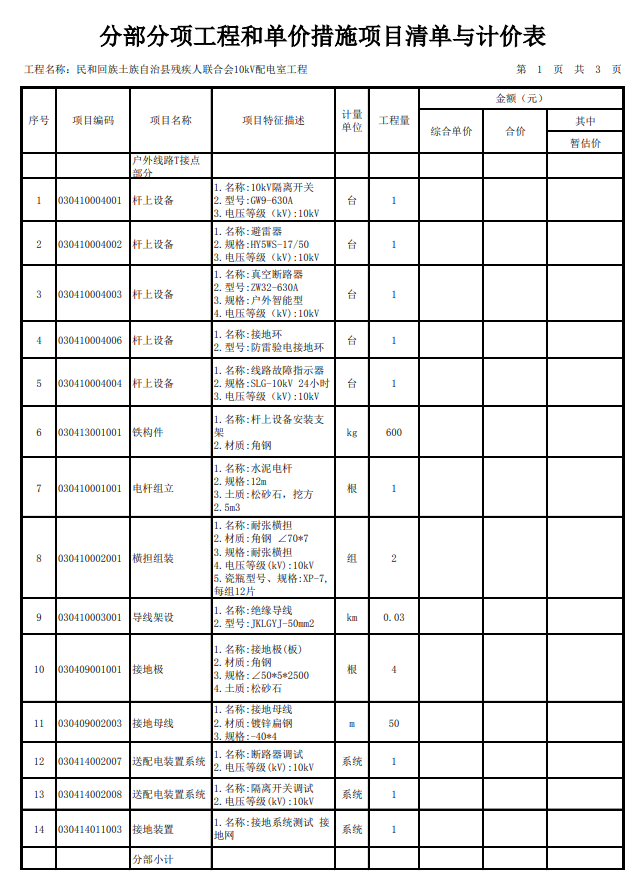 分部分项工程和单价措施项目清单与计价表
工程名称：民和回族土族自治县残疾人联合会10kV配电室工程 第 1 页 共 3 页
序号 项目编码 项目名称 项目特征描述 计量单位 工程量 金额（元）
综合单价 合价 其中
暂估价
户外线路T接点
部分
1 030410004001 杆上设备 1.名称:10kV隔离开关
2.型号:GW9-630A
3.电压等级（kV):10kV
台 1
2 030410004002 杆上设备 1.名称:避雷器
2.规格:HY5WS-17/50
3.电压等级（kV):10kV
台 1
3 030410004003 杆上设备 1.名称:真空断路器
2.型号:ZW32-630A
3.规格:户外智能型
4.电压等级（kV):10kV
台 1
4 030410004006 杆上设备 1.名称:接地环
2.型号:防雷验电接地环
台 1
5 030410004004 杆上设备 1.名称:线路故障指示器
2.规格:SLG-10kV 24小时
3.电压等级（kV):10kV
台 1
6 030413001001 铁构件 1.名称:杆上设备安装支
架
2.材质:角钢
kg 600
7 030410001001 电杆组立 1.名称:水泥电杆
2.规格:12m
3.土质:松砂石，挖方
2.5m3
根 1
8 030410002001 横担组装 1.名称:耐张横担
2.材质:角钢 ∠70*7
3.规格:耐张横担
4.电压等级(kV):10kV
5.瓷瓶型号、规格:XP-7,
每组12片
组 2
9 030410003001 导线架设 1.名称:绝缘导线
2.型号:JKLGYJ-50mm2
km 0.03
10 030409001001 接地极 1.名称:接地极(板)
2.材质:角钢
3.规格:∠50*5*2500
4.土质:松砂石
根 4
11 030409002003 接地母线 1.名称:接地母线
2.材质:镀锌扁钢
3.规格:-40*4
m 50
12 030414002007 送配电装置系统 1.名称:断路器调试
2.电压等级(kV):10kV
系统 1
13 030414002008 送配电装置系统 1.名称:隔离开关调试
2.电压等级(kV):10kV
系统 1
14 030414011003 接地装置 1.名称:接地系统测试 接
地网
系统 1
分部小计